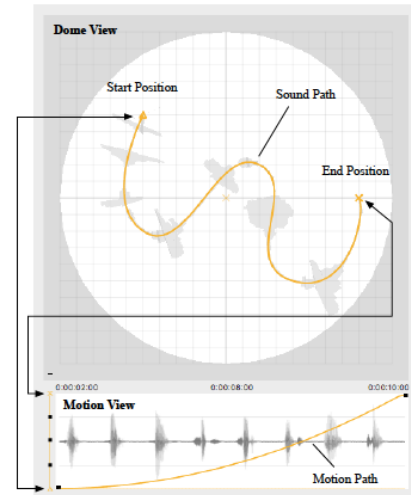 Dome View
Start Position
Sound Path
End Position
0:00:02:00 0:00:08:00 0:00:10:00
Motion View
Motion Path